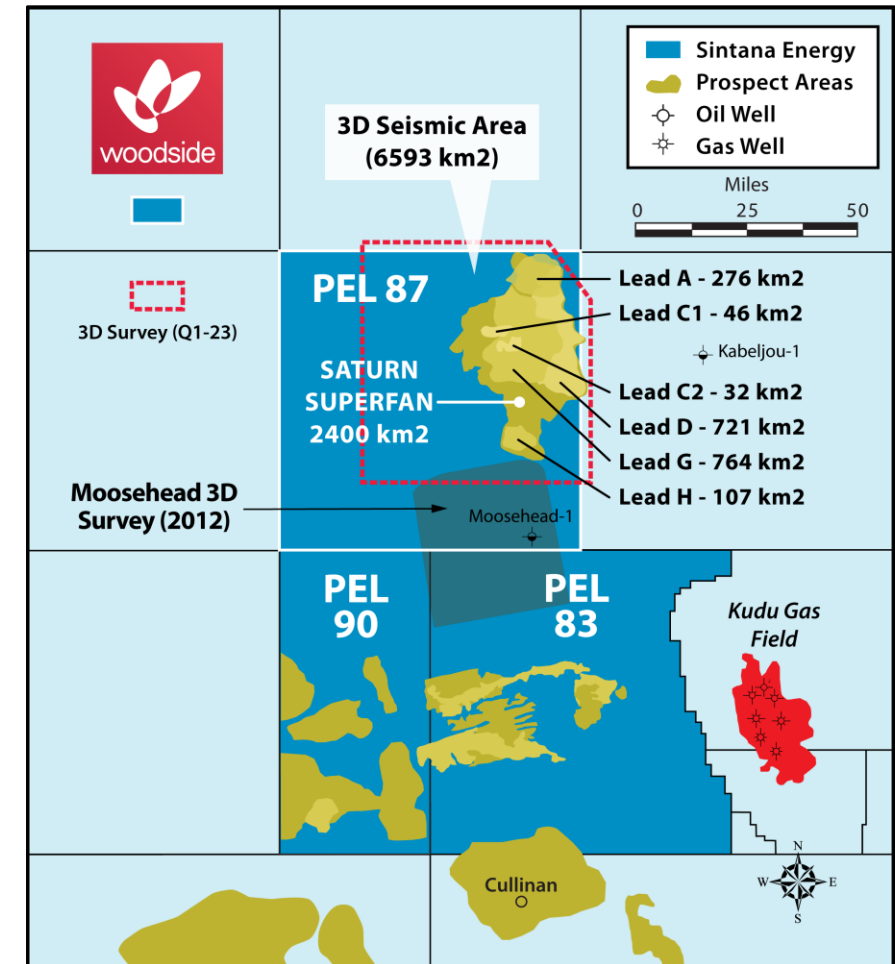 woodside
3D Survey (Q1-23)
3D Seismic Area
(6593 km2)
Sintana Energy
Prospect Areas
Oil Well
Gas Well
Miles
0 25 50
PEL 87
SATURN
SUPERFAN
2400 km2
Lead A - 276 km2
Lead C1 - 46 km2
Kabeljou-1
Lead C2 - 32 km2
Lead D - 721 km2
Lead G - 764 km2
Lead H - 107 km2
Moosehead 3D
Survey (2012)
Moosehead-1
PEL
90
PEL
83
Kudu Gas
Field
Cullinan
N
W E
S